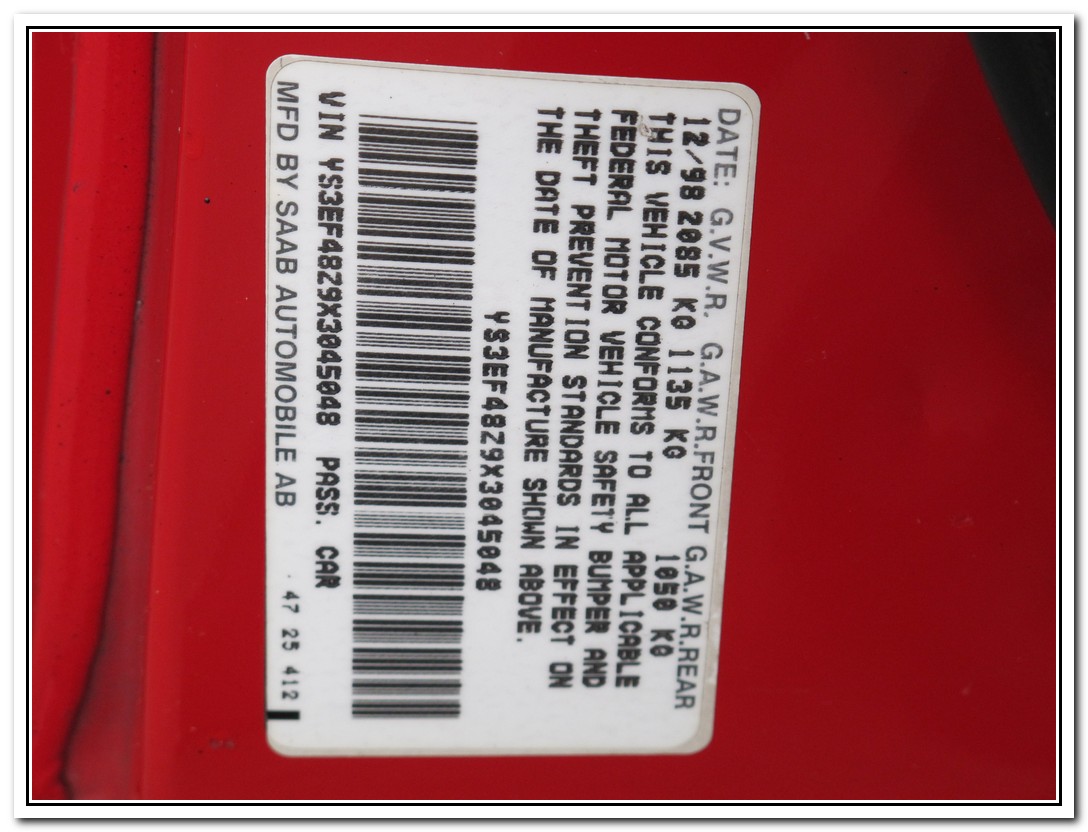 DATE: G.V.W.R. G.A.W.R.FRONT G.A.W.R.REAR
12/98 2085 KG 1135 KG 1050 KG
THIS VEHICLE CONFORMS TO ALL APPLICABLE
FEDERAL MOTOR VEHICLE SAFETY BUMPER AND
THEFT PREVENTION STANDARDS IN EFFECT ON
THE DATE OF MANUFACTURE SHOWN ABOVE.
YS3EF48Z9X3045048
VIN YS3EF48Z9X3045048 PASS. CAR
MFD BY SAAB AUTOMOBILE AB . 47 25 412